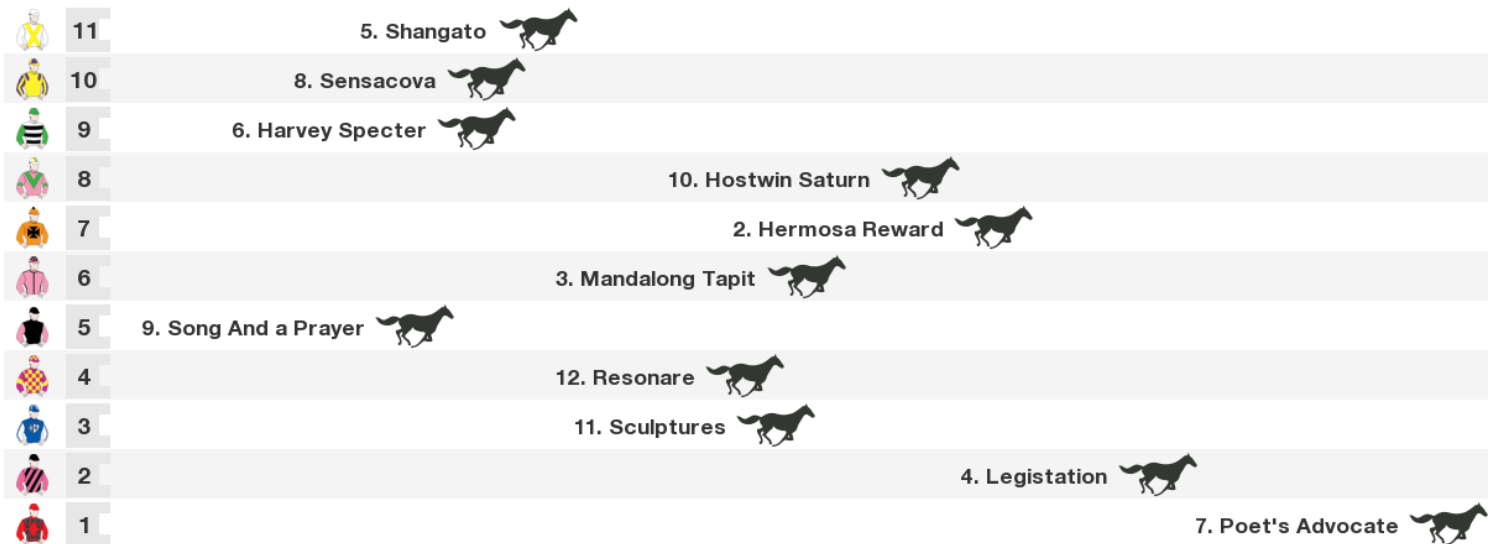 11 5. Shangato
10 8. Sensacova
9 6. Harvey Specter
8 10. Hostwin Saturn
7 2. Hermosa Reward
6 3. Mandalong Tapit
5 9. Song And a Prayer
4 12. Resonare
3 11. Sculptures
2 4. Legistation
1 7. Poet's Advocate